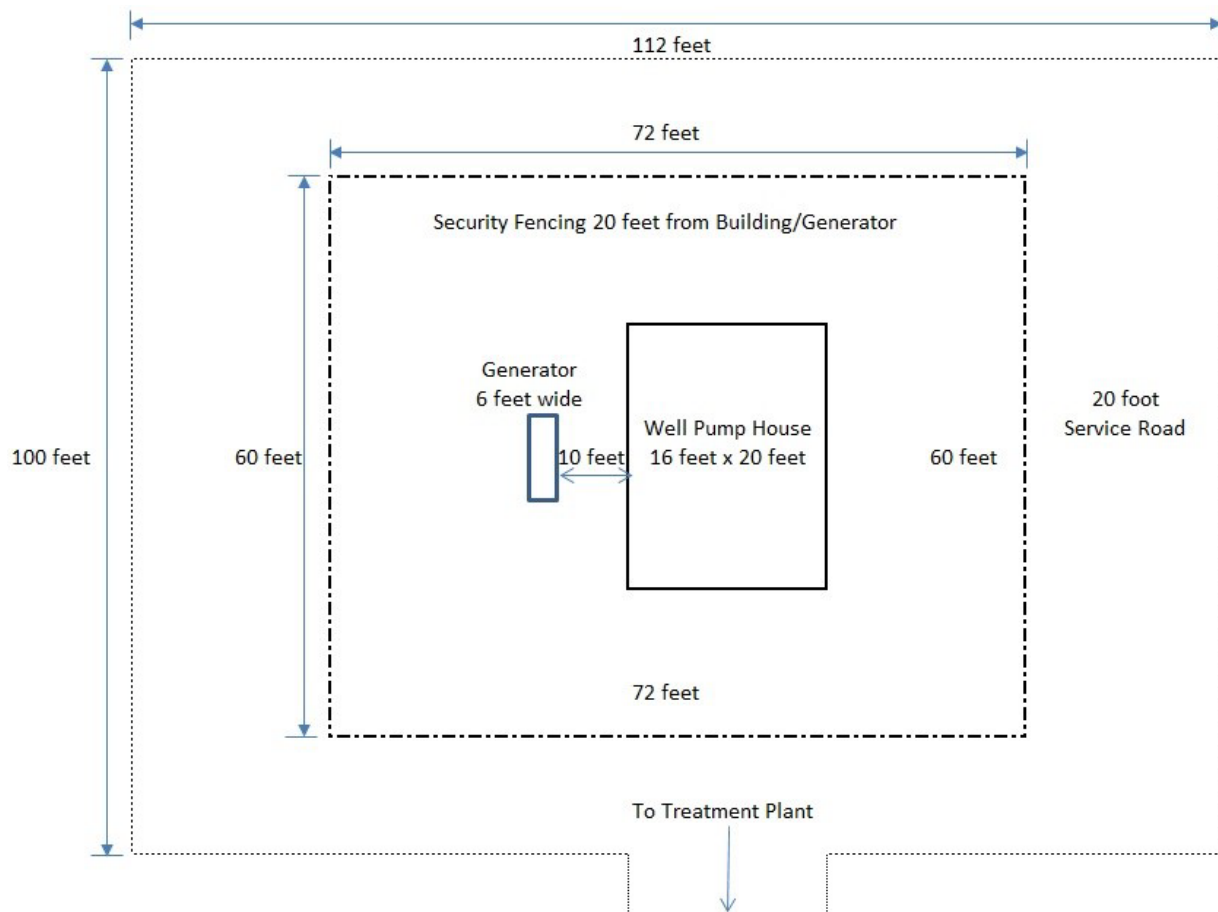 112 feet
72 feet
Security Fencing 20 feet from Building/Generator
Generator
6 feet wide
100 feet
60 feet
10 feet
Well Pump House
16 feet x 20 feet
60 feet
20 foot
Service Road
72 feet
To Treatment Plant